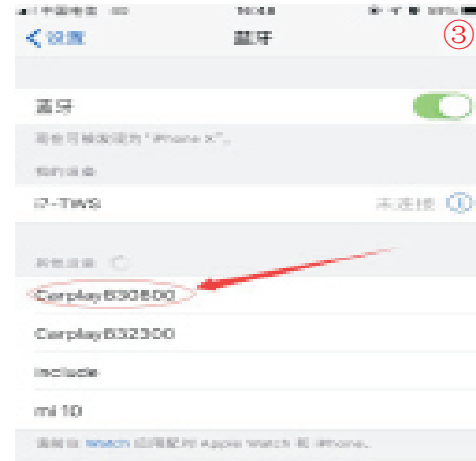 中国电信
③
设置
蓝牙
蓝牙
现在可被发现为“iPhone X”。
我的设备
i7-TWS
未连接
其他设备
CarplayB30800
CarplayB32300
include
mi 10
Watch
Apple Watch 和 iPhone。